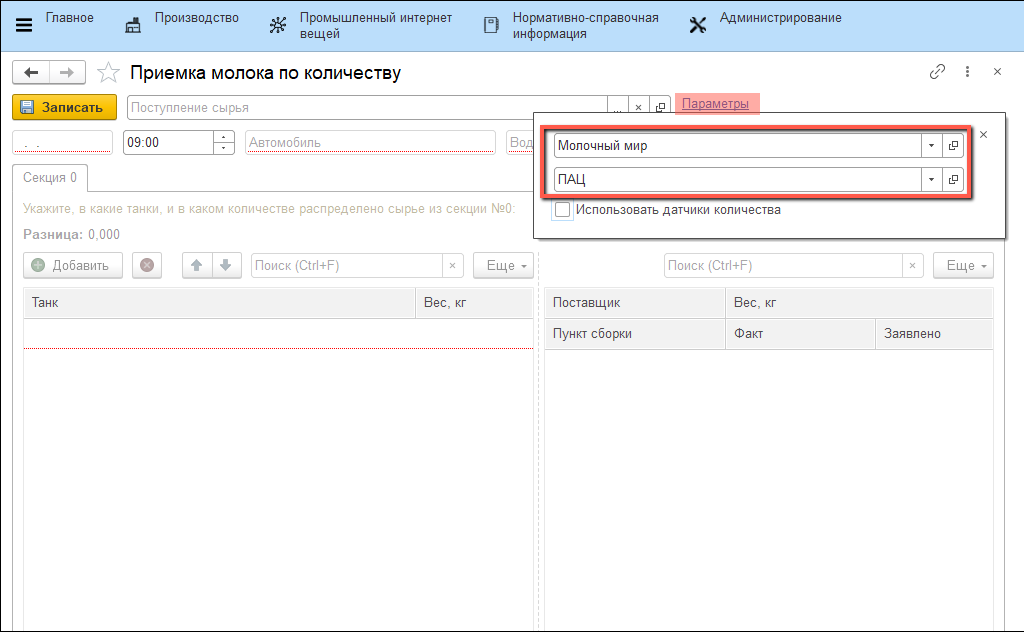 Главное
Производство
Промышленный интернет
вещей
Нормативно-справочная
информация
Администрирование
Приемка молока по количеству
Записать
Поступление сырья
...
Параметры
. .
09:00
Автомобиль
Вод
Молочный мир
ПАЦ
Использовать датчики количества
Секция 0
Укажите, в какие танки, и в каком количестве распределено сырье из секции №0:
Разница: 0,000
Добавить
Поиск (Ctrl+F)
Еще
Поиск (Ctrl+F)
Еще
Танк
Вес, кг
Поставщик
Вес, кг
Пункт сборки
Факт
Заявлено